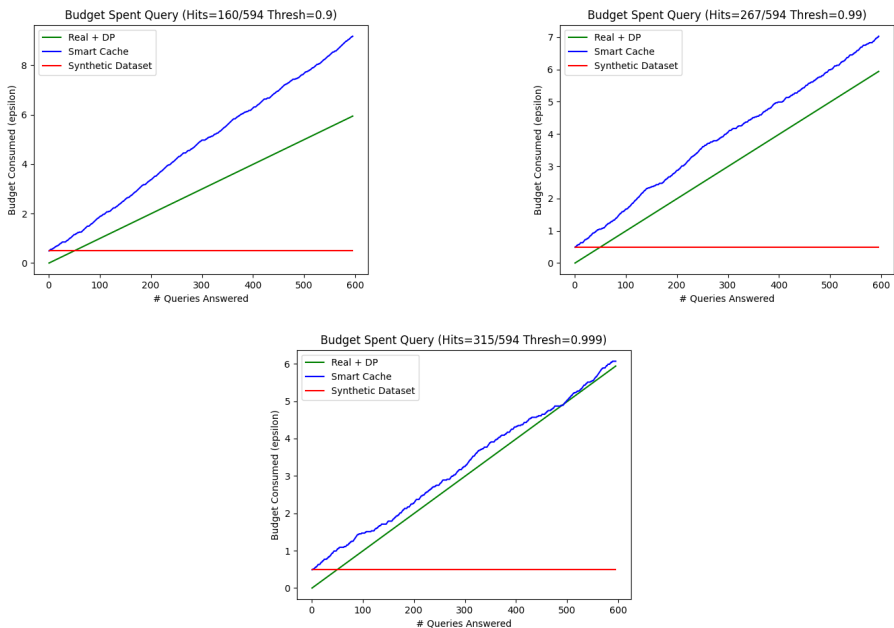 Budget Spent Query (Hits=160/594 Thresh=0.9)
Real + DP
Smart Cache
Synthetic Dataset
Budget Consumed (epsilon)
8
6
4
2
0
0 100 200 300 400 500 600
# Queries Answered
Budget Spent Query (Hits=267/594 Thresh=0.99)
Real + DP
Smart Cache
Synthetic Dataset
Budget Consumed (epsilon)
7
6
5
4
3
2
1
0
0 100 200 300 400 500 600
# Queries Answered
Budget Spent Query (Hits=315/594 Thresh=0.999)
Real + DP
Smart Cache
Synthetic Dataset
Budget Consumed (epsilon)
6
5
4
3
2
1
0
0 100 200 300 400 500 600
# Queries Answered